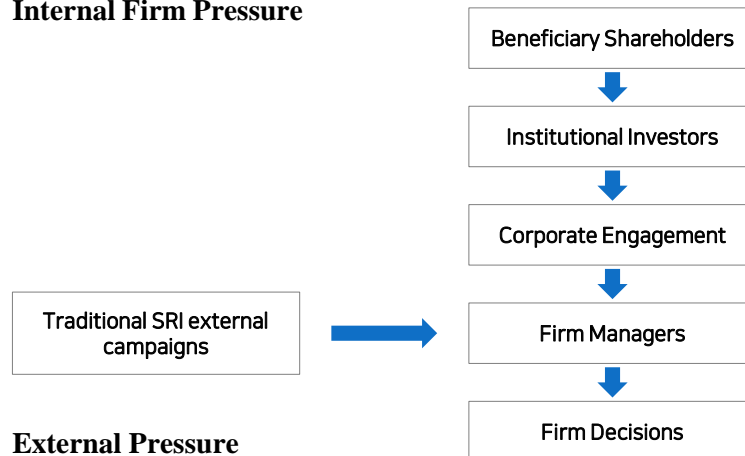 Internal Firm Pressure
Beneficiary Shareholders
Institutional Investors
Corporate Engagement
Traditional SRI external
campaigns
Firm Managers
Firm Decisions
External Pressure